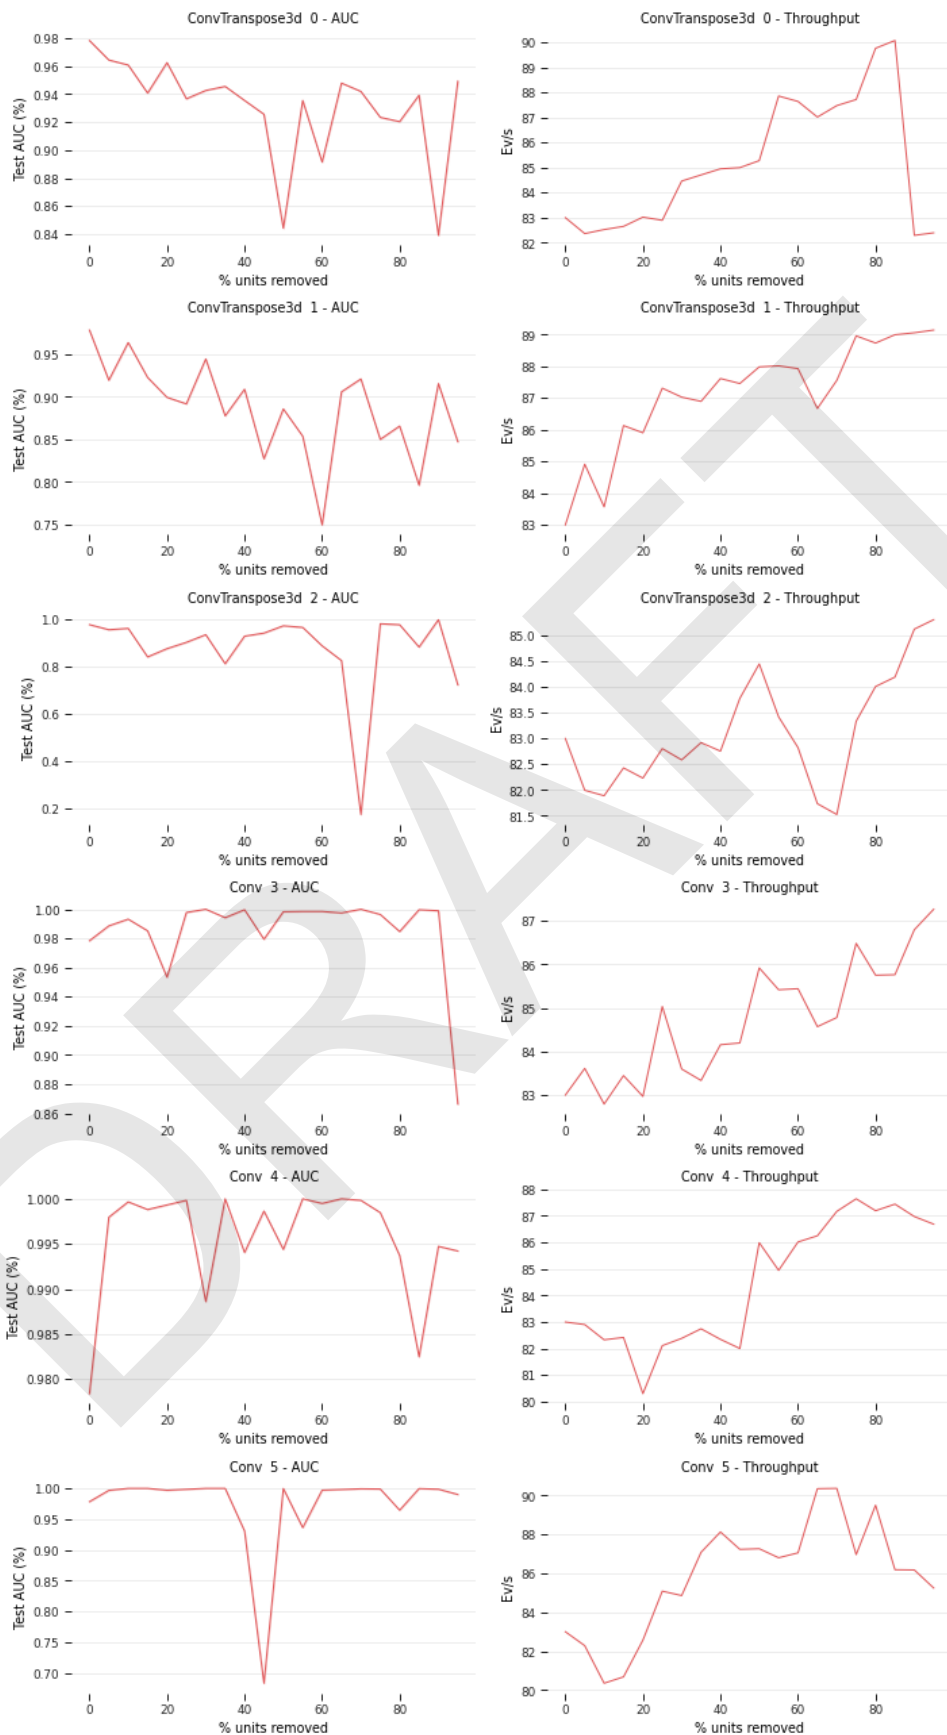 ConvTranspose3d 0 - AUC
Test AUC (%)
0.98
0.96
0.94
0.92
0.90
0.88
0.86
0.84
0 20 40 60 80
% units removed
ConvTranspose3d 0 - Throughput
Ev/s
90
89
88
87
86
85
84
83
82
0 20 40 60 80
% units removed
ConvTranspose3d 1 - AUC
Test AUC (%)
0.95
0.90
0.85
0.80
0.75
0 20 40 60 80
% units removed
ConvTranspose3d 1 - Throughput
Ev/s
89
88
87
86
85
84
83
0 20 40 60 80
% units removed
ConvTranspose3d 2 - AUC
Test AUC (%)
1.0
0.8
0.6
0.4
0.2
0 20 40 60 80
% units removed
ConvTranspose3d 2 - Throughput
Ev/s
85.0
84.5
84.0
83.5
83.0
82.5
82.0
81.5
0 20 40 60 80
% units removed
Conv 3 - AUC
Test AUC (%)
1.00
0.98
0.96
0.94
0.92
0.90
0.88
0.86
0 20 40 60 80
% units removed
Conv 3 - Throughput
Ev/s
87
86
85
84
83
0 20 40 60 80
% units removed
Conv 4 - AUC
Test AUC (%)
1.000
0.995
0.990
0.985
0.980
0 20 40 60 80
% units removed
Conv 4 - Throughput
Ev/s
88
87
86
85
84
83
82
81
80
0 20 40 60 80
% units removed
Conv 5 - AUC
Test AUC (%)
1.00
0.95
0.90
0.85
0.80
0.75
0.70
0 20 40 60 80
% units removed
Conv 5 - Throughput
Ev/s
90
88
86
84
82
80
0 20 40 60 80
% units removed
DRAFT